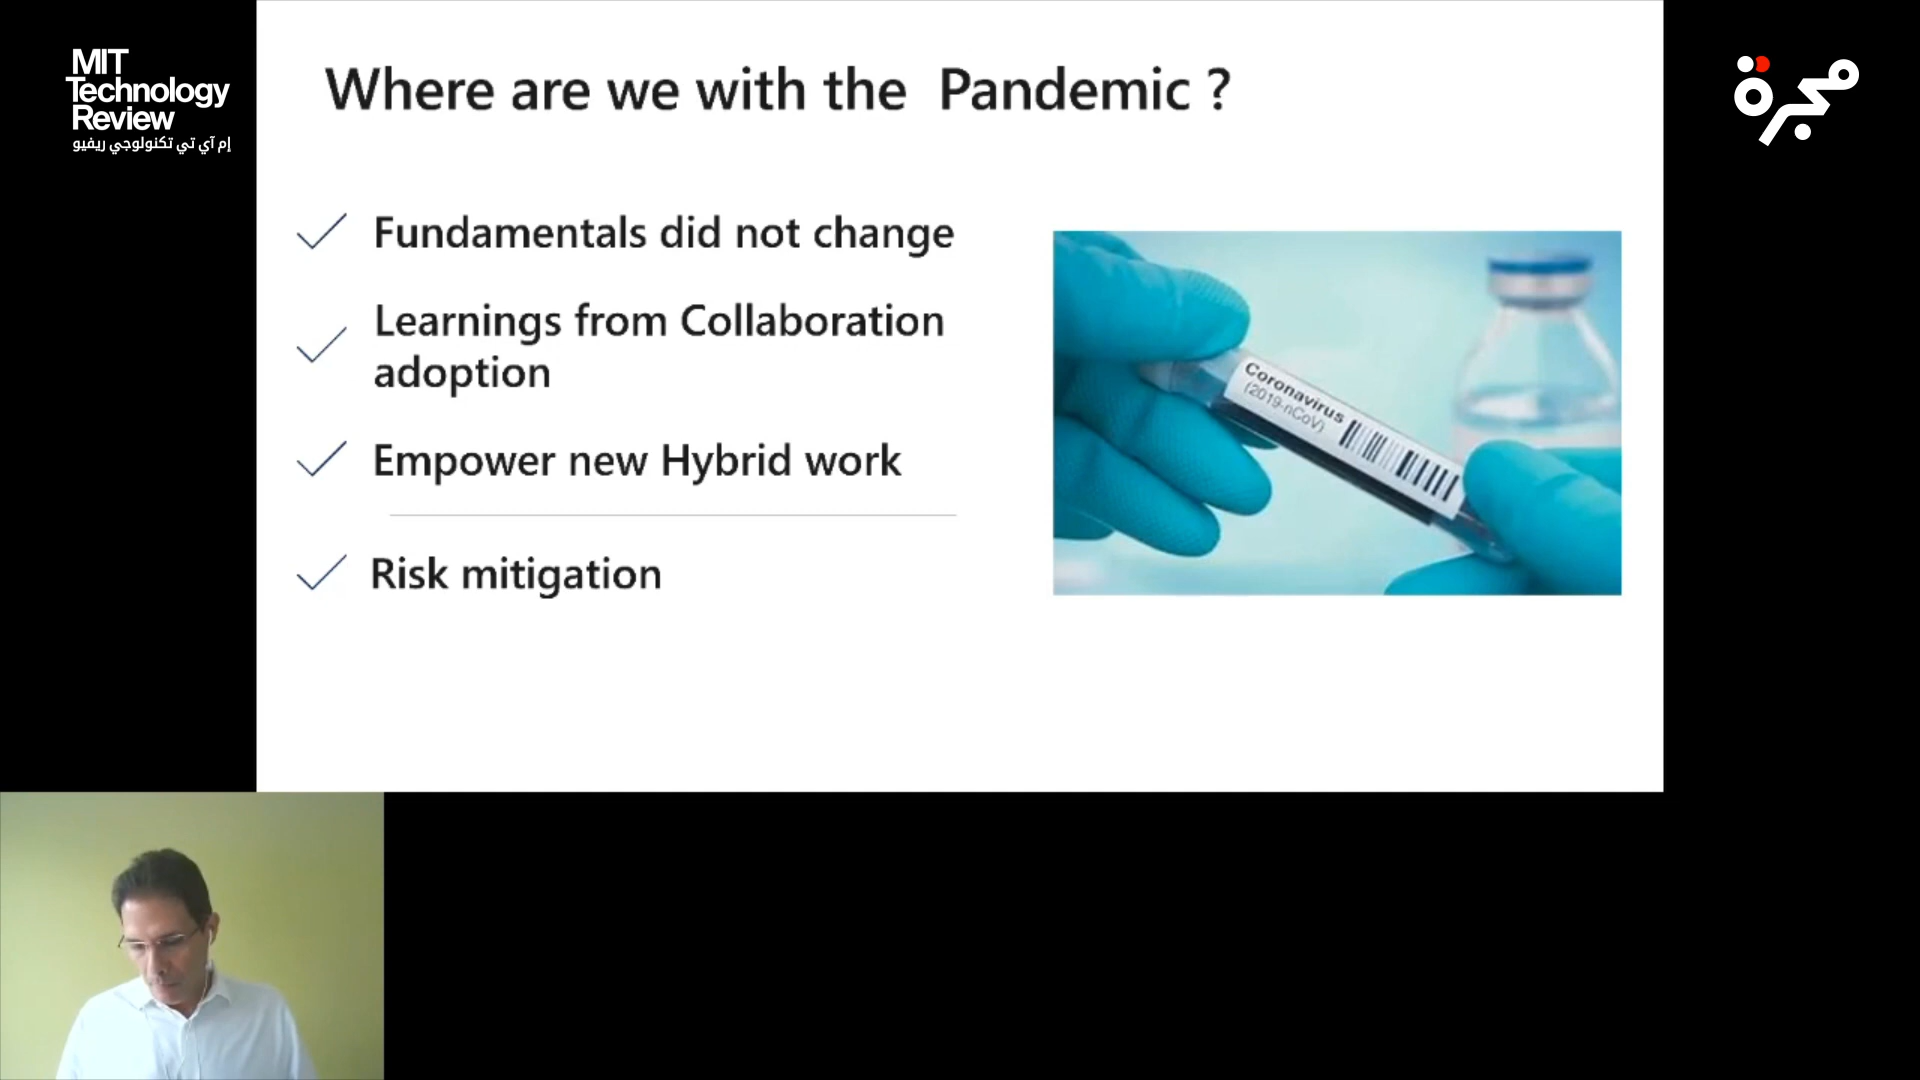 MIT
Technology
Review
إم آي تي تكنولوجي ريفيو
مجرة
Where are we with the Pandemic ?
Fundamentals did not change
Learnings from Collaboration
adoption
Empower new Hybrid work
Risk mitigation
Coronavirus
(2019-nCoV)